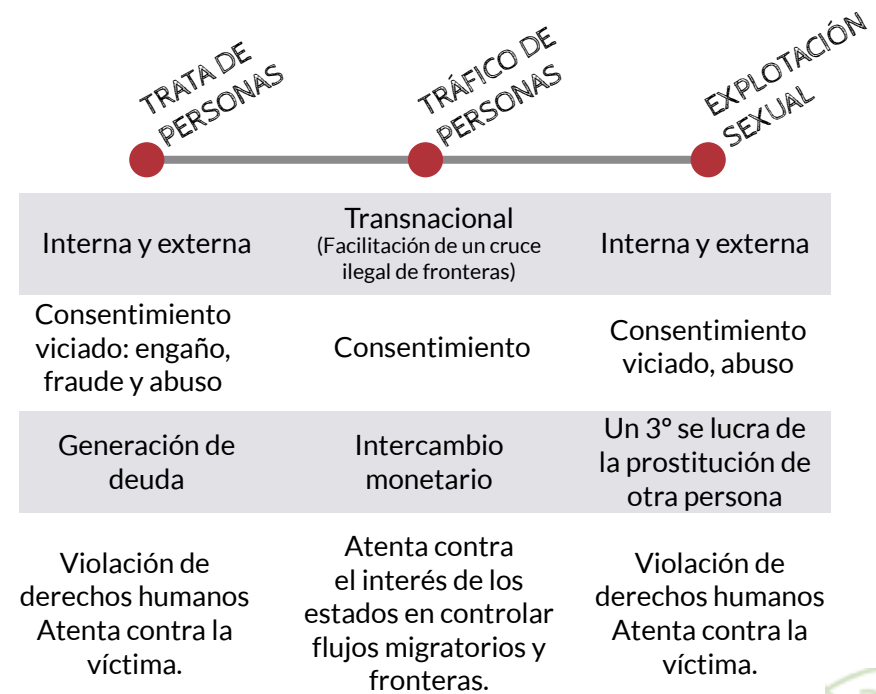 TRATA DE
PERSONAS
TRÁFICO DE
PERSONAS
EXPLOTACIÓN
SEXUAL
Interna y externa
Transnacional
(Facilitación de un cruce
ilegal de fronteras)
Interna y externa
Consentimiento
viciado: engaño,
fraude y abuso
Consentimiento
Consentimiento
viciado, abuso
Generación de
deuda
Intercambio
monetario
Un 3º se lucra de
la prostitución de
otra persona
Violación de
derechos humanos
Atenta contra la
víctima.
Atenta contra
el interés de los
estados en controlar
flujos migratorios y
fronteras.
Violación de
derechos humanos
Atenta contra la
víctima.